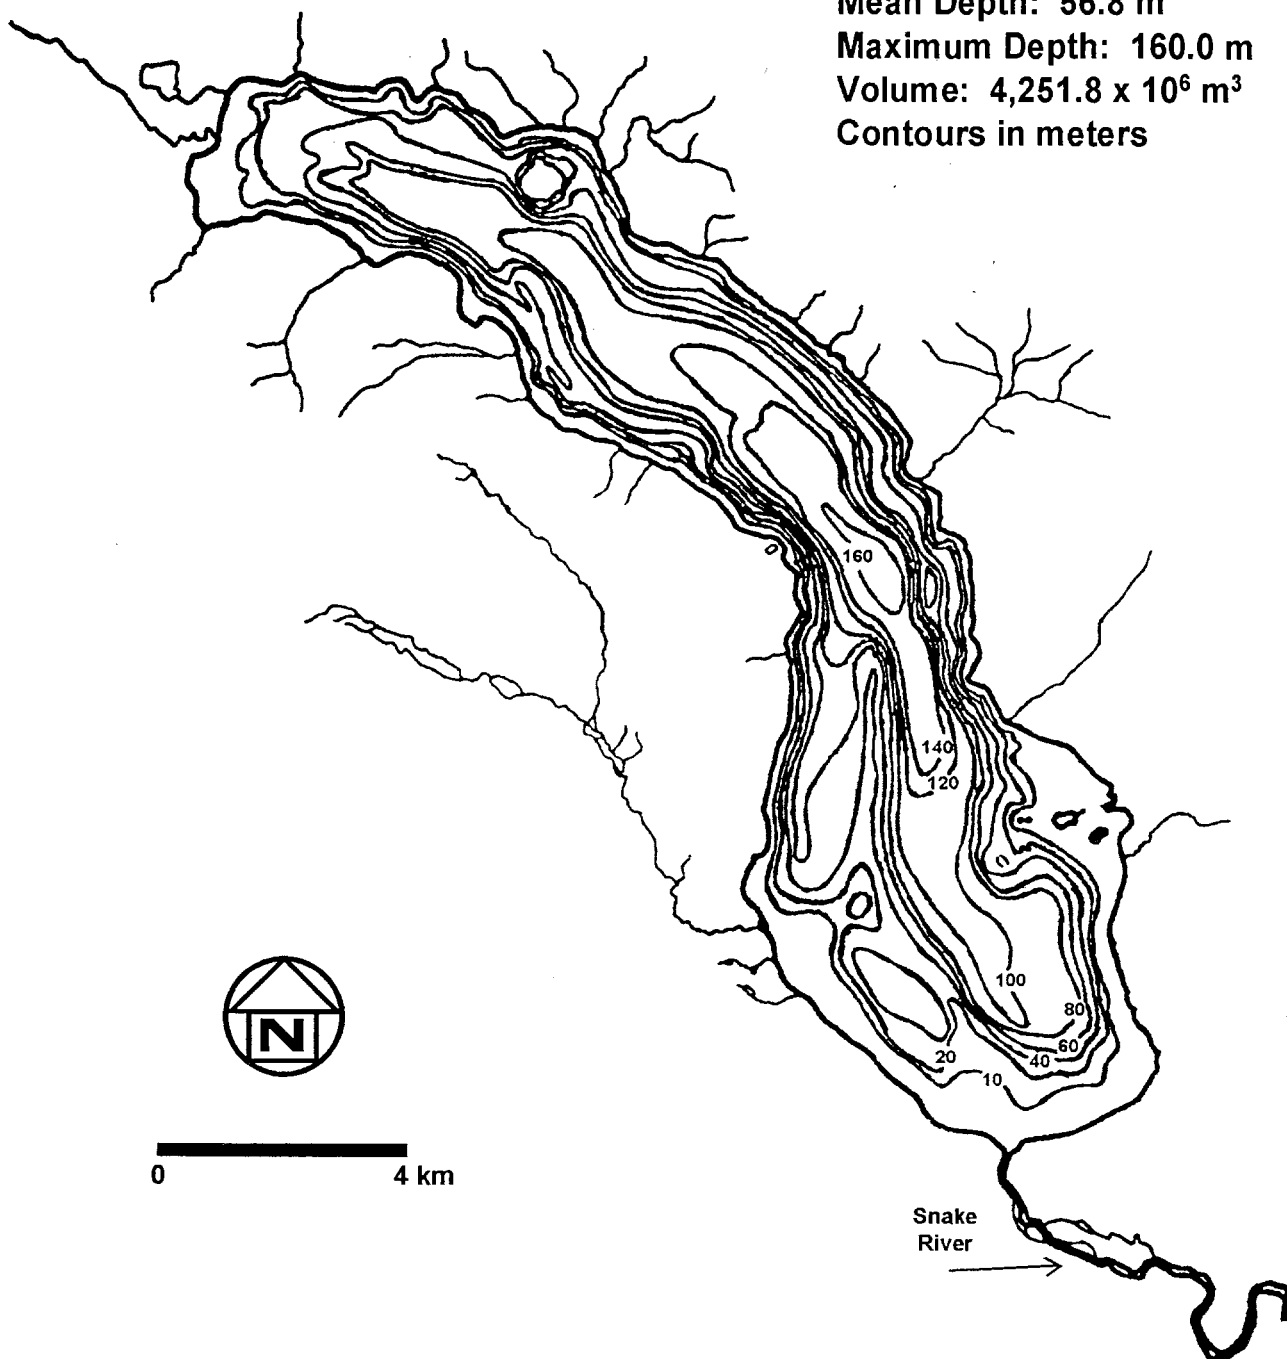 Mean Depth: 56.8 m
Maximum Depth: 160.0 m
Volume: 4,251.8 x 10⁶ m³
Contours in meters
160
140
120
100
80
60
40
20
10
N
0 4 km
Snake
River